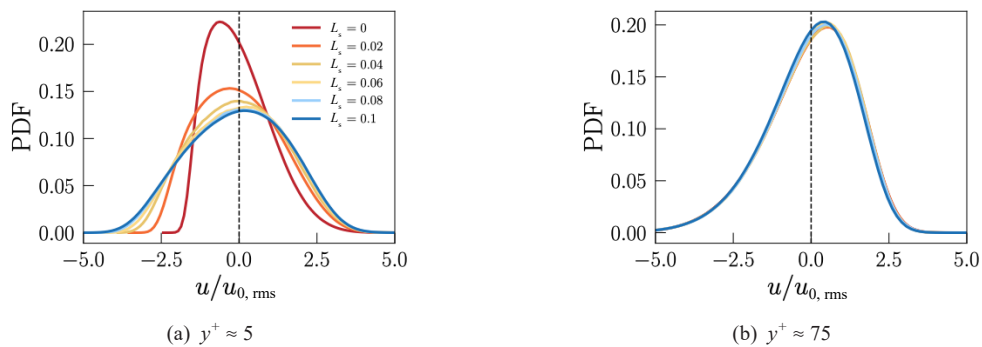 0.20
0.15
0.10
0.05
0.00
PDF
−5.0 −2.5 0.0 2.5 5.0
u/u0, rms
L_s = 0
L_s = 0.02
L_s = 0.04
L_s = 0.06
L_s = 0.08
L_s = 0.1
(a) y⁺ ≈ 5
0.20
0.15
0.10
0.05
0.00
PDF
−5.0 −2.5 0.0 2.5 5.0
u/u0, rms
(b) y⁺ ≈ 75